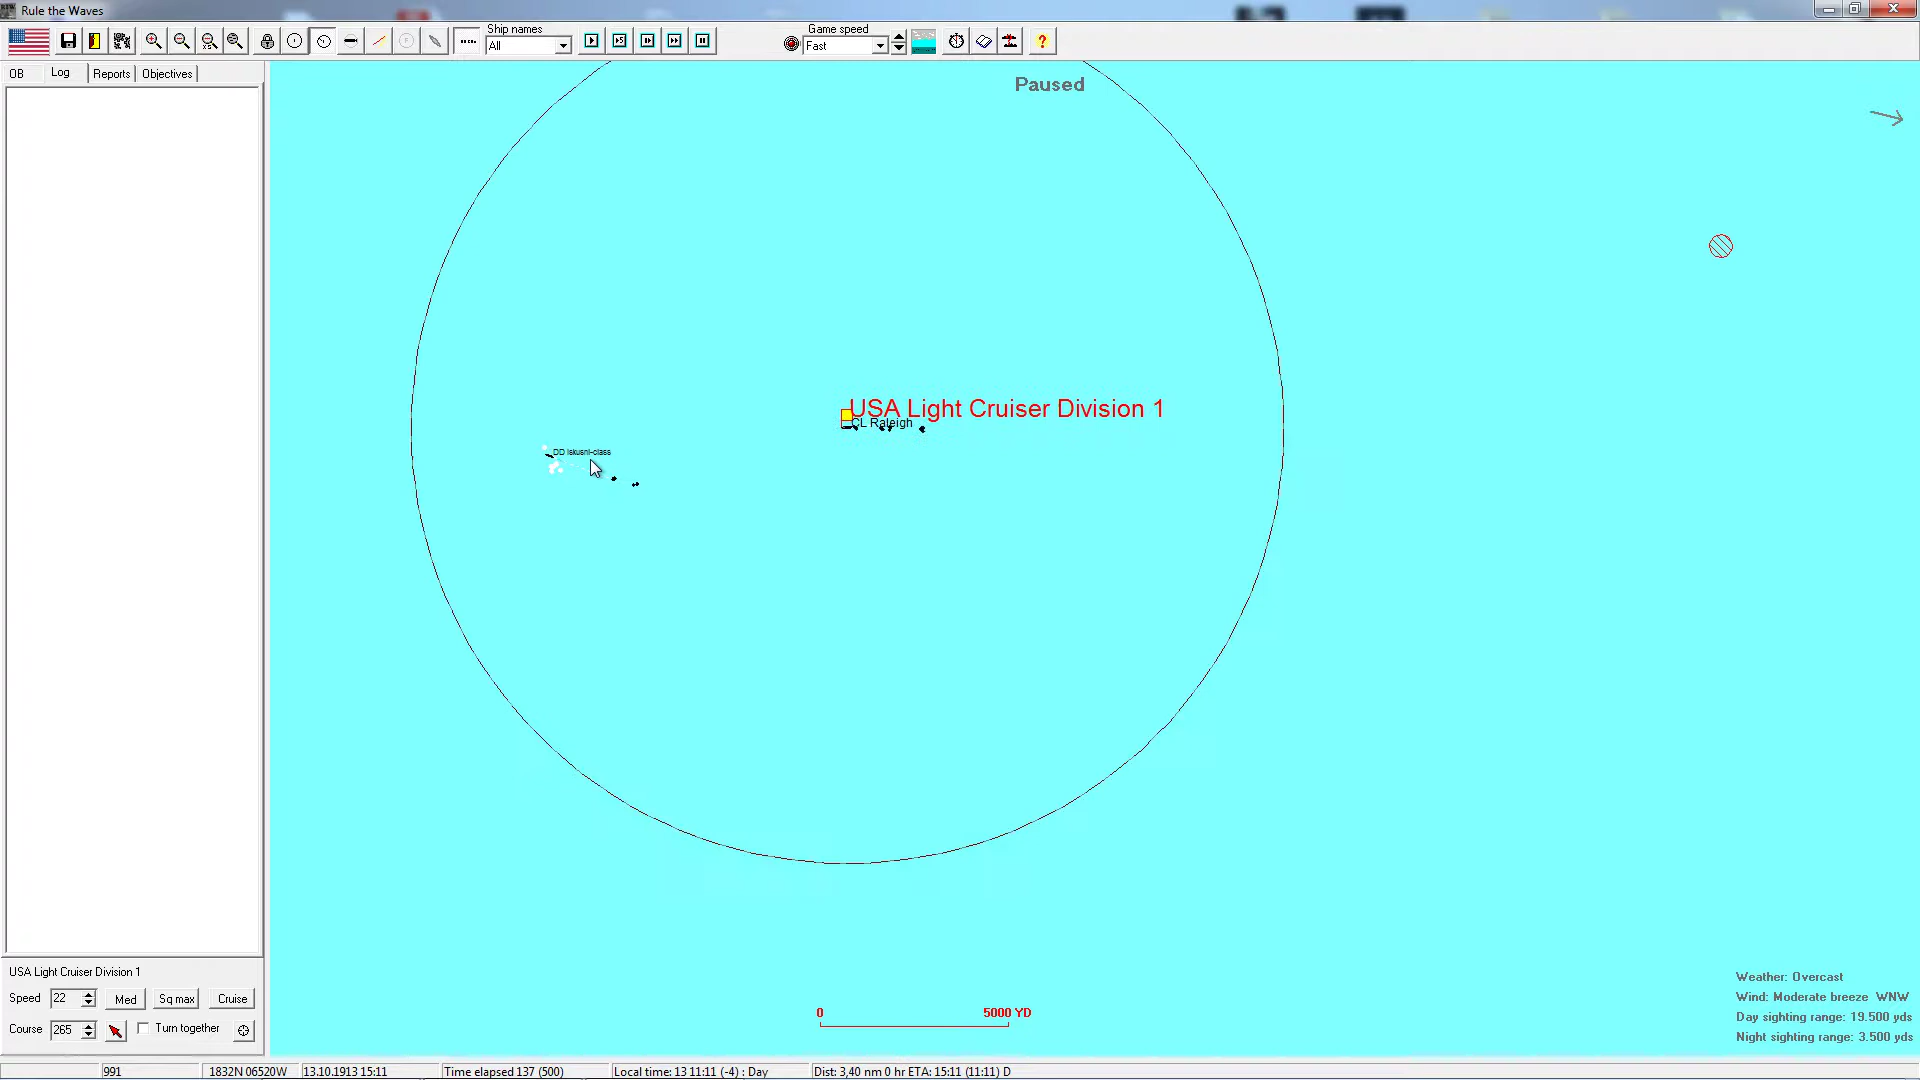 Rule the Waves
Ship names
All
Game speed
Fast
?
OB
Log
Reports
Objectives
Paused
USA Light Cruiser Division 1
CL Raleigh
DD Iskusni-class
USA Light Cruiser Division 1
Speed
22
Med
Sq max
Cruise
Course
265
Turn together
0
5000 YD
Weather: Overcast
Wind: Moderate breeze WNW
Day sighting range: 19.500 yds
Night sighting range: 3.500 yds
991
1832N 06520W
13.10.1913 15:11
Time elapsed 137 (500)
Local time: 13 11:11 (-4) : Day
Dist: 3,40 nm 0 hr ETA: 15:11 (11:11) D